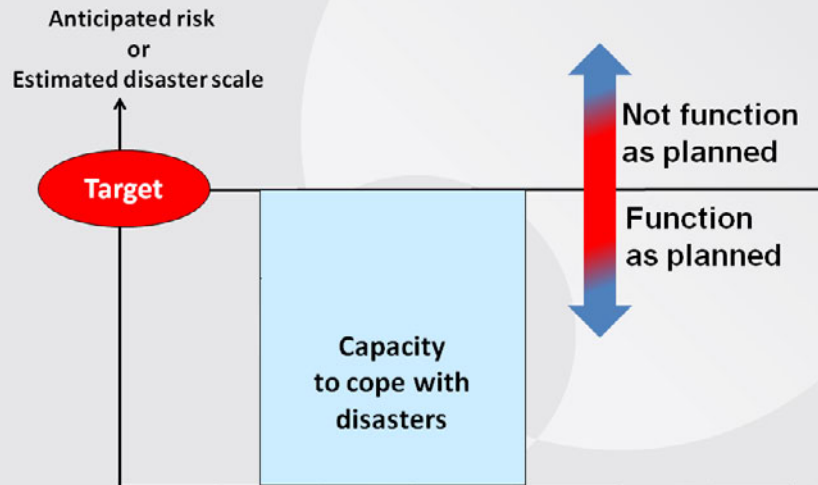 Anticipated risk
or
Estimated disaster scale
Target
Not function
as planned
Function
as planned
Capacity
to cope with
disasters